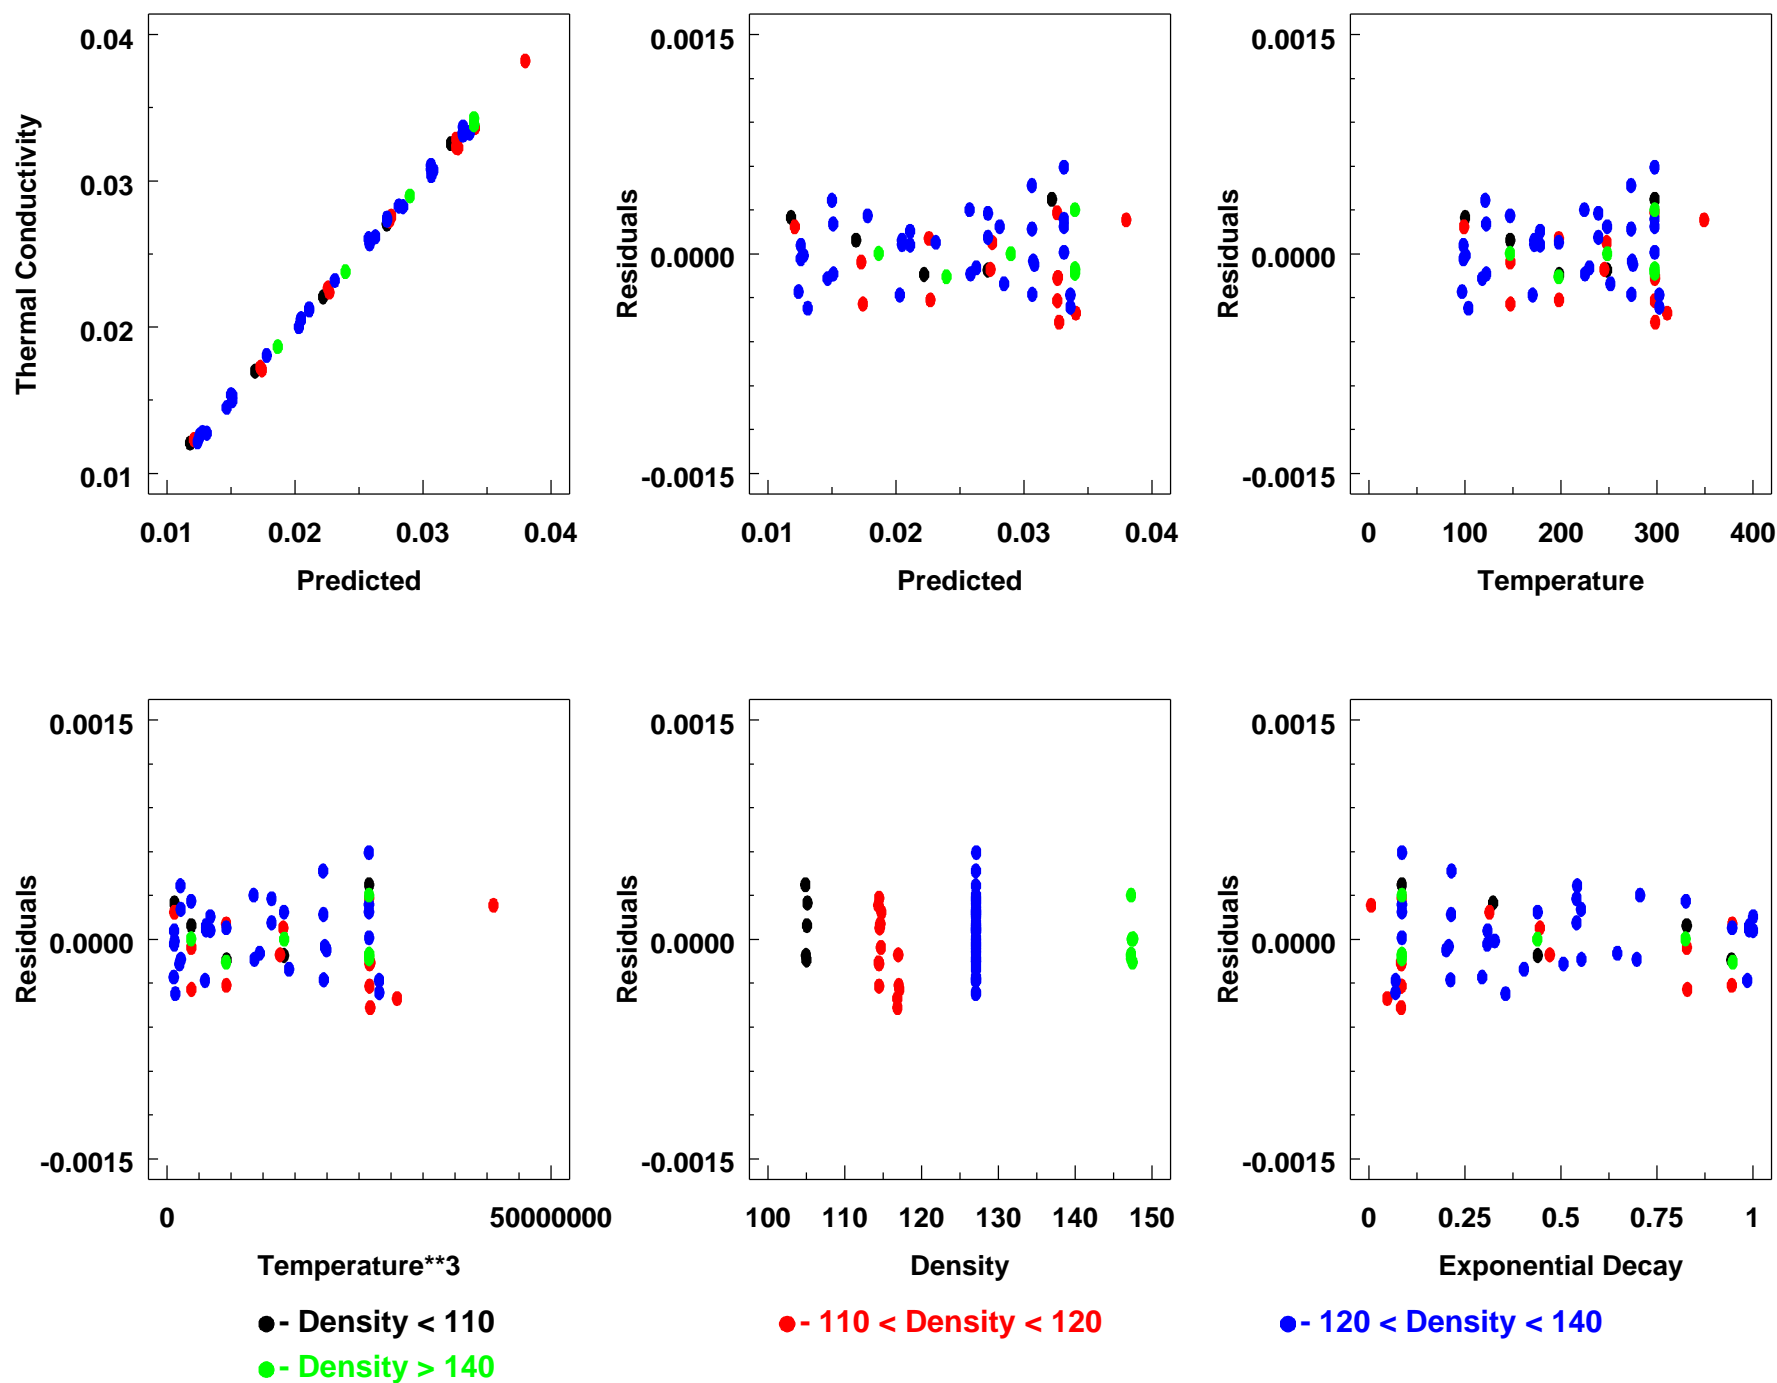 0.04
0.03
0.02
0.01
Thermal Conductivity
0.01 0.02 0.03 0.04
Predicted
0.0015
0.0000
-0.0015
Residuals
0.01 0.02 0.03 0.04
Predicted
0.0015
0.0000
-0.0015
Residuals
0 100 200 300 400
Temperature
0.0015
0.0000
-0.0015
Residuals
0 50000000
Temperature**3
0.0015
0.0000
-0.0015
Residuals
100 110 120 130 140 150
Density
0.0015
0.0000
-0.0015
Residuals
0 0.25 0.5 0.75 1
Exponential Decay
- Density < 110
- 110 < Density < 120
- 120 < Density < 140
- Density > 140